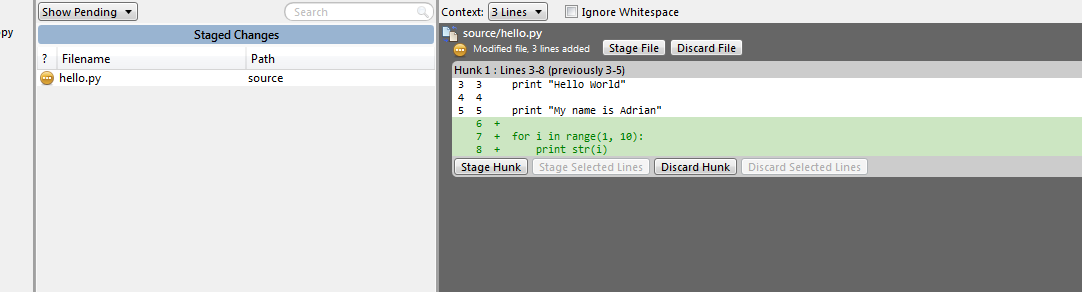 Show Pending
Search
Context: 3 Lines Ignore Whitespace
py
Staged Changes
source/hello.py
Modified file, 3 lines added Stage File Discard File
? Filename Path
hello.py source
Hunk 1 : Lines 3-8 (previously 3-5)
3 3 print "Hello World"
4 4
5 5 print "My name is Adrian"
6 +
7 + for i in range(1, 10):
8 + print str(i)
Stage Hunk Stage Selected Lines Discard Hunk Discard Selected Lines